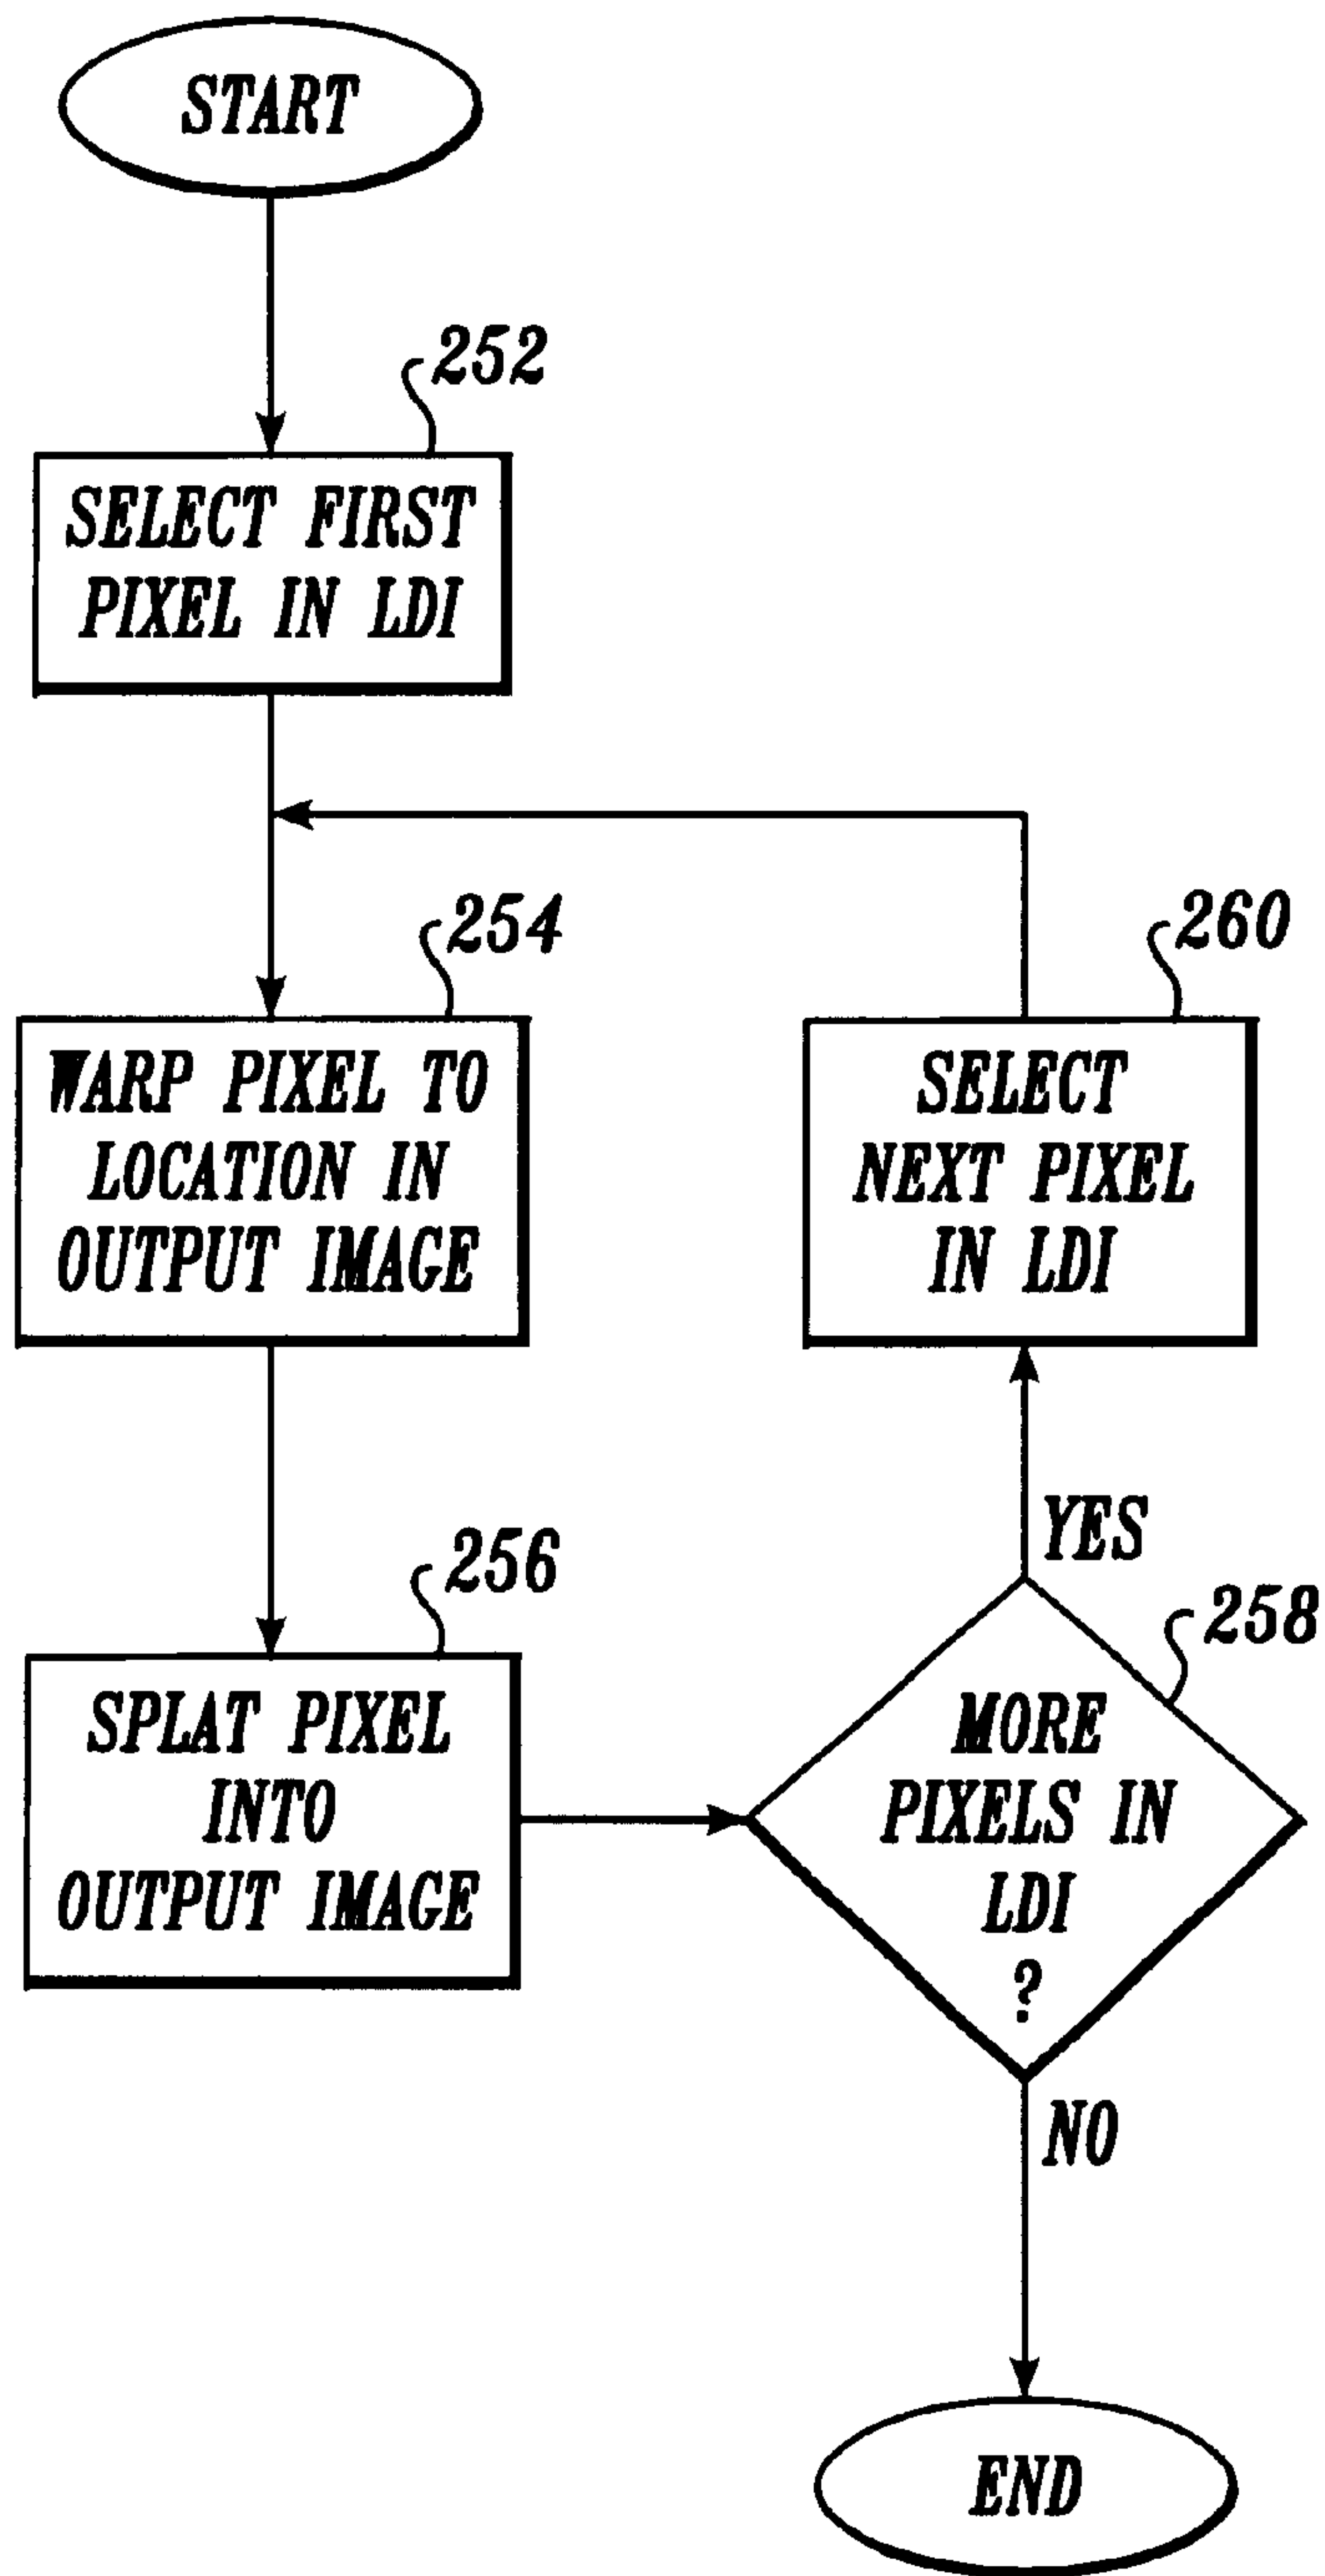 START
252
SELECT FIRST
PIXEL IN LDI
254
WARP PIXEL TO
LOCATION IN
OUTPUT IMAGE
260
SELECT
NEXT PIXEL
IN LDI
256
SPLAT PIXEL
INTO
OUTPUT IMAGE
YES
258
MORE
PIXELS IN
LDI
?
NO
END